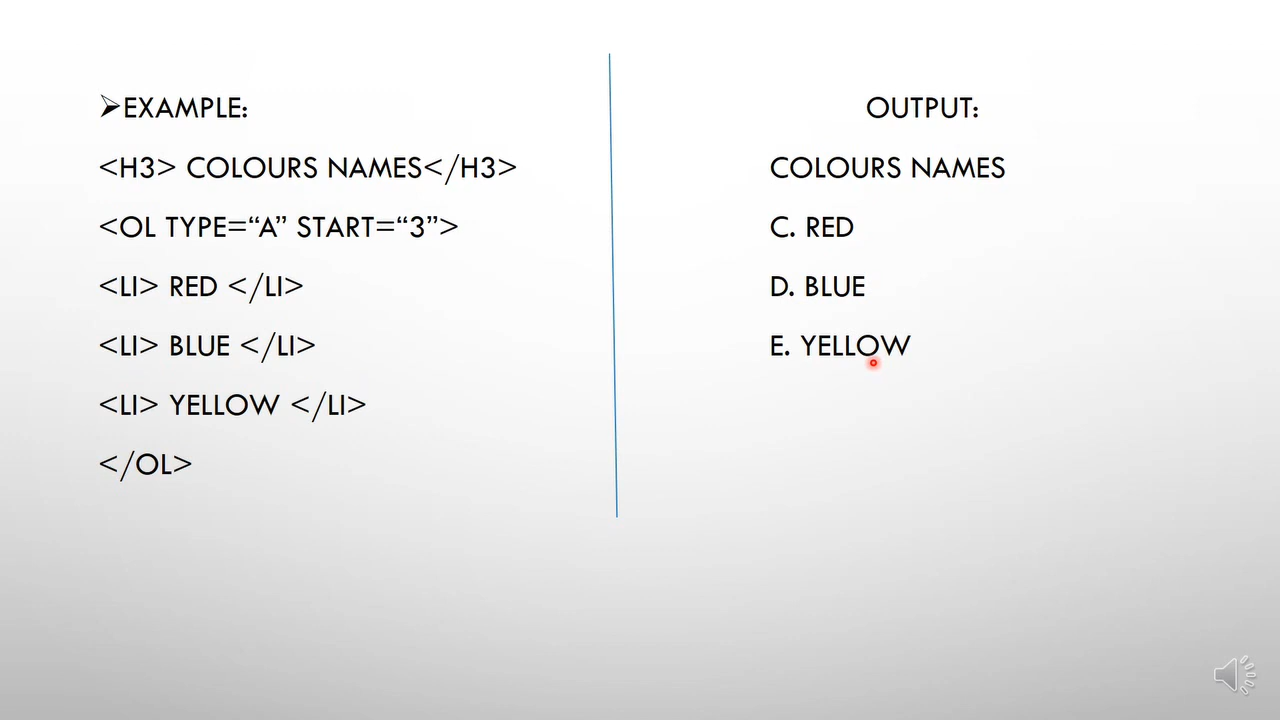 ➢EXAMPLE:
<H3> COLOURS NAMES</H3>
<OL TYPE=“A” START=“3”>
<LI> RED </LI>
<LI> BLUE </LI>
<LI> YELLOW </LI>
</OL>
OUTPUT:
COLOURS NAMES
C. RED
D. BLUE
E. YELLOW